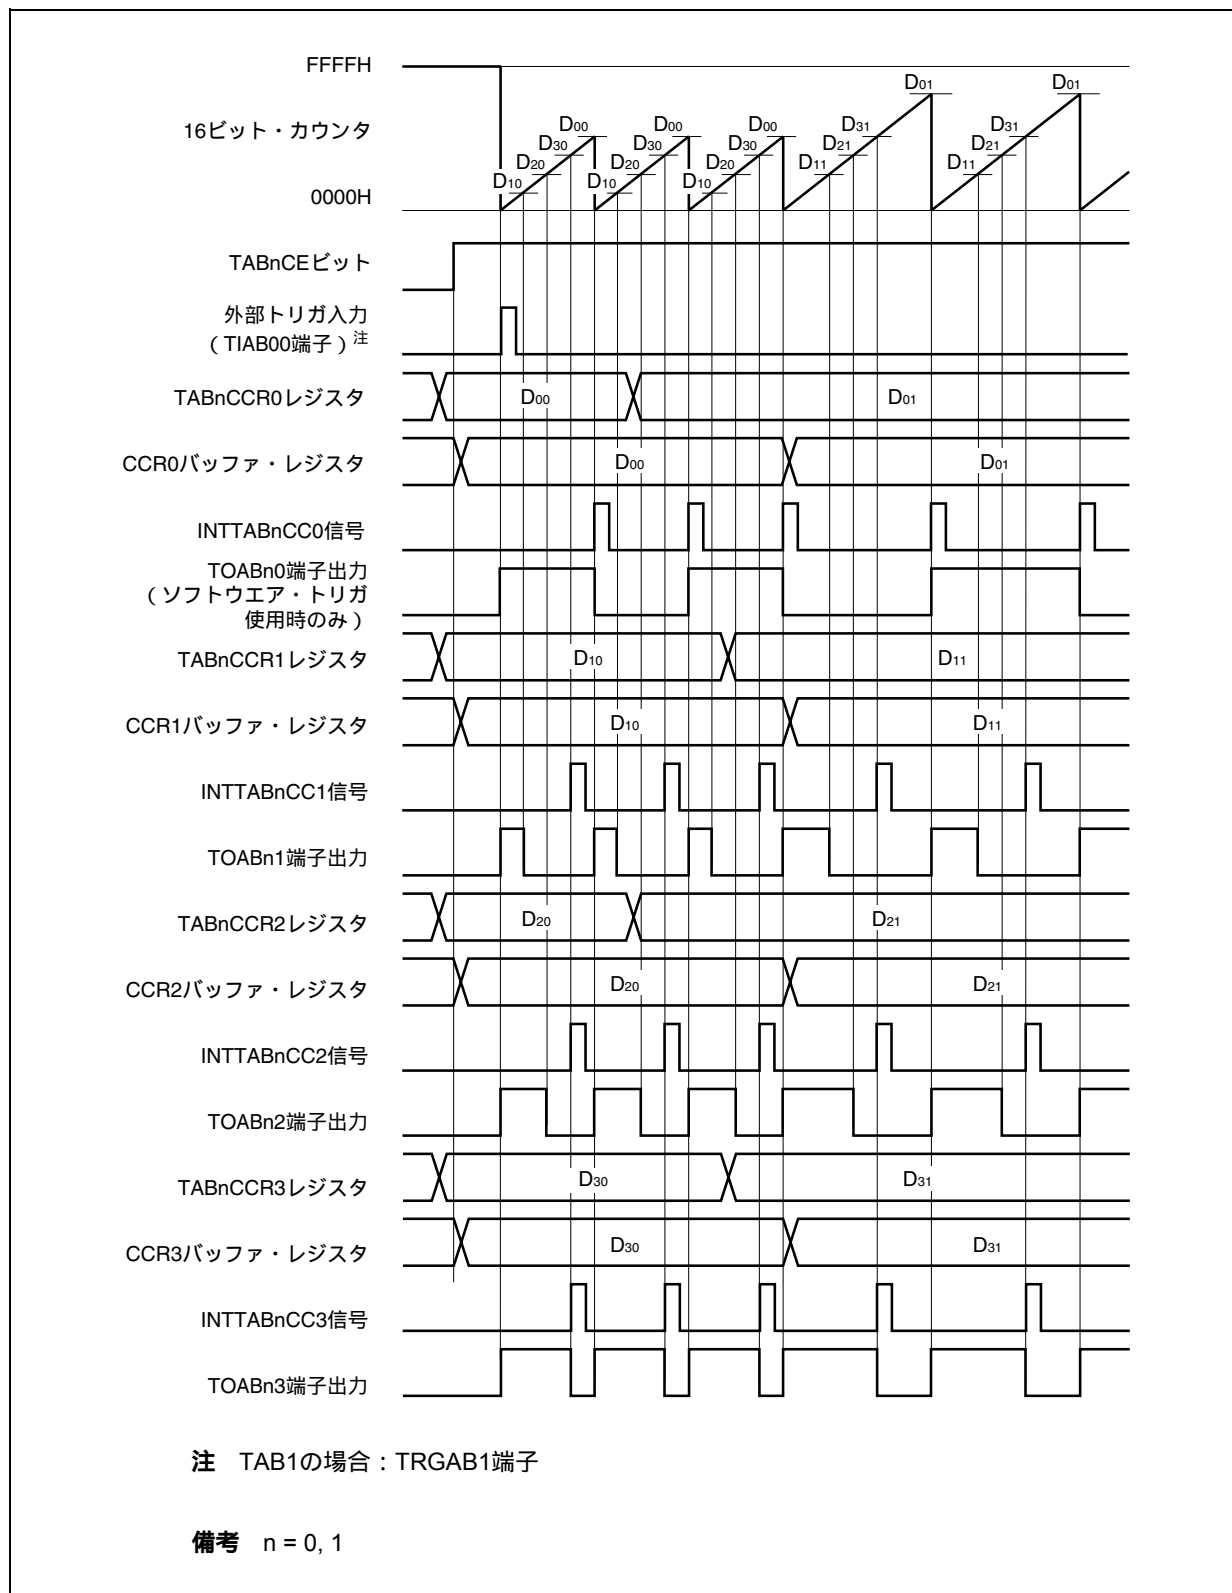 FFFFH
16ビット・カウンタ
0000H
D10 D20 D30 D00 D10 D20 D30 D00 D10 D20 D30 D00 D11 D21 D31 D01 D11 D21 D31 D01
TABnCEビット
外部トリガ入力
（TIAB00端子）注
TABnCCR0レジスタ D00 D01
CCR0バッファ・レジスタ D00 D01
INTTABnCC0信号
TOABn0端子出力
（ソフトウエア・トリガ
使用時のみ）
TABnCCR1レジスタ D10 D11
CCR1バッファ・レジスタ D10 D11
INTTABnCC1信号
TOABn1端子出力
TABnCCR2レジスタ D20 D21
CCR2バッファ・レジスタ D20 D21
INTTABnCC2信号
TOABn2端子出力
TABnCCR3レジスタ D30 D31
CCR3バッファ・レジスタ D30 D31
INTTABnCC3信号
TOABn3端子出力
注 TAB1の場合：TRGAB1端子
備考 n = 0, 1